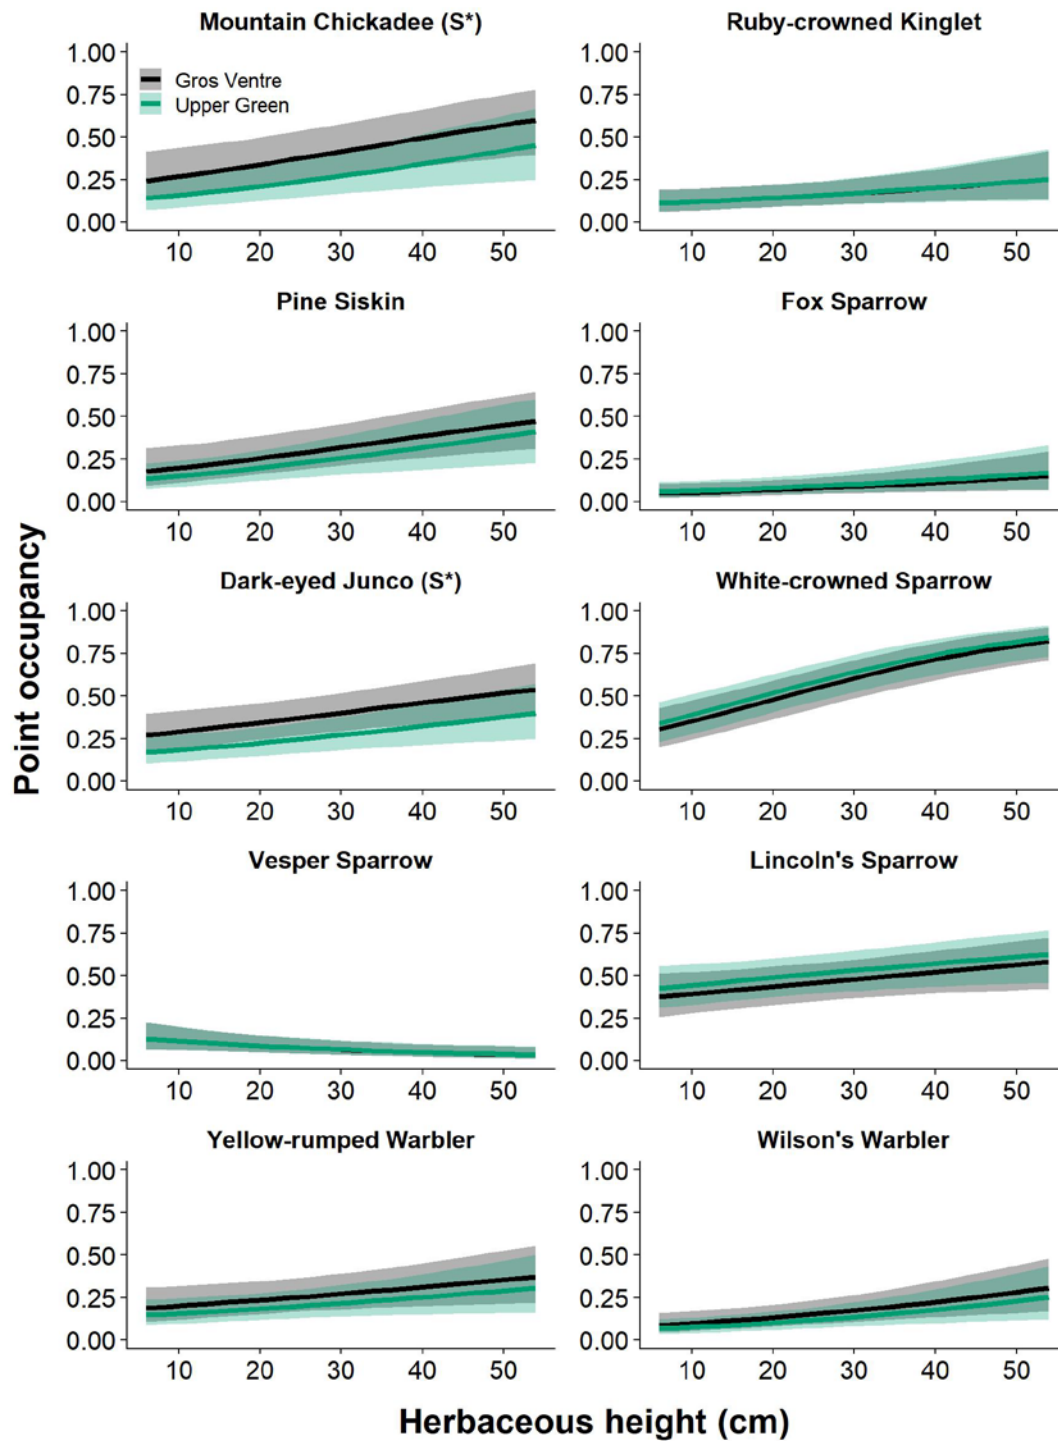 Mountain Chickadee (S*)
1.00
0.75
0.50
0.25
0.00
Gros Ventre
Upper Green
10 20 30 40 50
Ruby-crowned Kinglet
1.00
0.75
0.50
0.25
0.00
10 20 30 40 50
Pine Siskin
1.00
0.75
0.50
0.25
0.00
10 20 30 40 50
Fox Sparrow
1.00
0.75
0.50
0.25
0.00
10 20 30 40 50
Point occupancy
Dark-eyed Junco (S*)
1.00
0.75
0.50
0.25
0.00
10 20 30 40 50
White-crowned Sparrow
1.00
0.75
0.50
0.25
0.00
10 20 30 40 50
Vesper Sparrow
1.00
0.75
0.50
0.25
0.00
10 20 30 40 50
Lincoln's Sparrow
1.00
0.75
0.50
0.25
0.00
10 20 30 40 50
Yellow-rumped Warbler
1.00
0.75
0.50
0.25
0.00
10 20 30 40 50
Wilson's Warbler
1.00
0.75
0.50
0.25
0.00
10 20 30 40 50
Herbaceous height (cm)